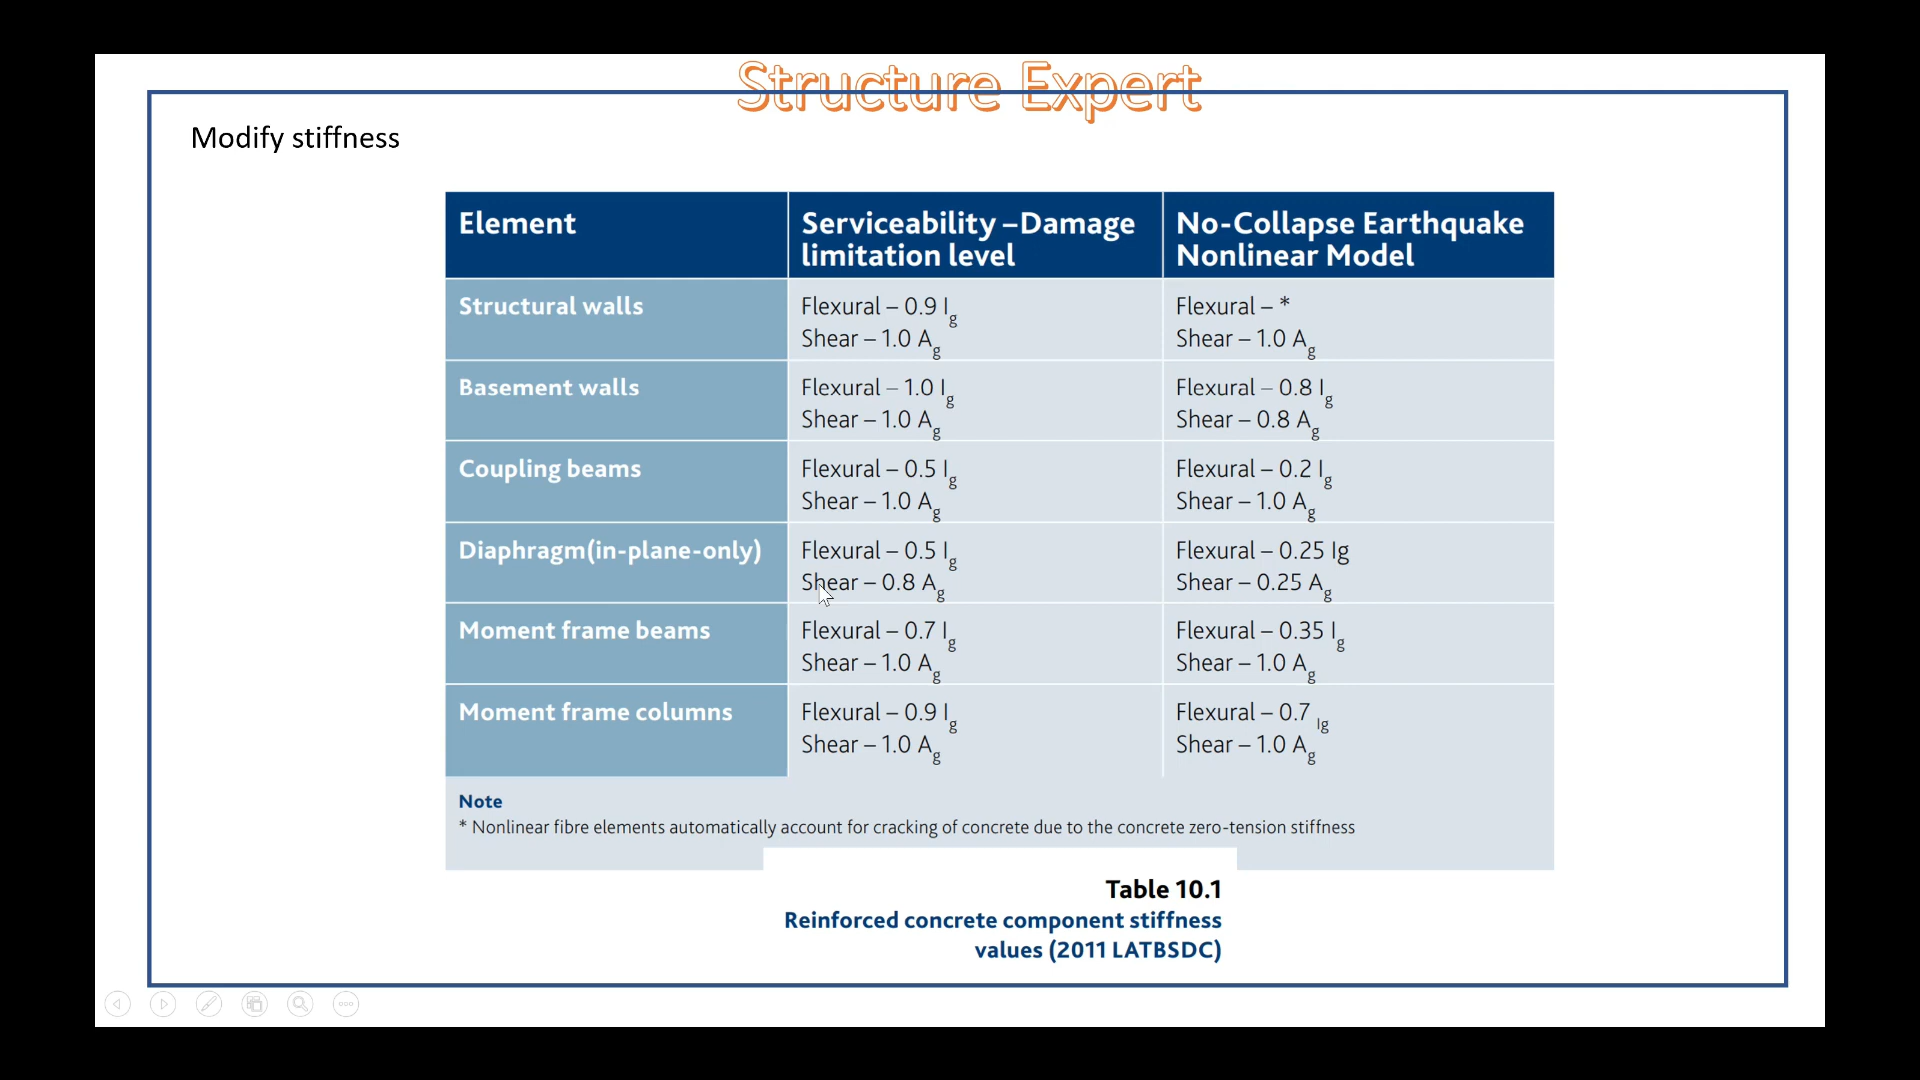 Structure Expert
Modify stiffness
Element
Serviceability –Damage
limitation level
No-Collapse Earthquake
Nonlinear Model
Structural walls
Flexural – 0.9 Ig
Shear – 1.0 Ag
Flexural – *
Shear – 1.0 Ag
Basement walls
Flexural – 1.0 Ig
Shear – 1.0 Ag
Flexural – 0.8 Ig
Shear – 0.8 Ag
Coupling beams
Flexural – 0.5 Ig
Shear – 1.0 Ag
Flexural – 0.2 Ig
Shear – 1.0 Ag
Diaphragm(in-plane-only)
Flexural – 0.5 Ig
Shear – 0.8 Ag
Flexural – 0.25 Ig
Shear – 0.25 Ag
Moment frame beams
Flexural – 0.7 Ig
Shear – 1.0 Ag
Flexural – 0.35 Ig
Shear – 1.0 Ag
Moment frame columns
Flexural – 0.9 Ig
Shear – 1.0 Ag
Flexural – 0.7 Ig
Shear – 1.0 Ag
Note
* Nonlinear fibre elements automatically account for cracking of concrete due to the concrete zero-tension stiffness
Table 10.1
Reinforced concrete component stiffness
values (2011 LATBSDC)